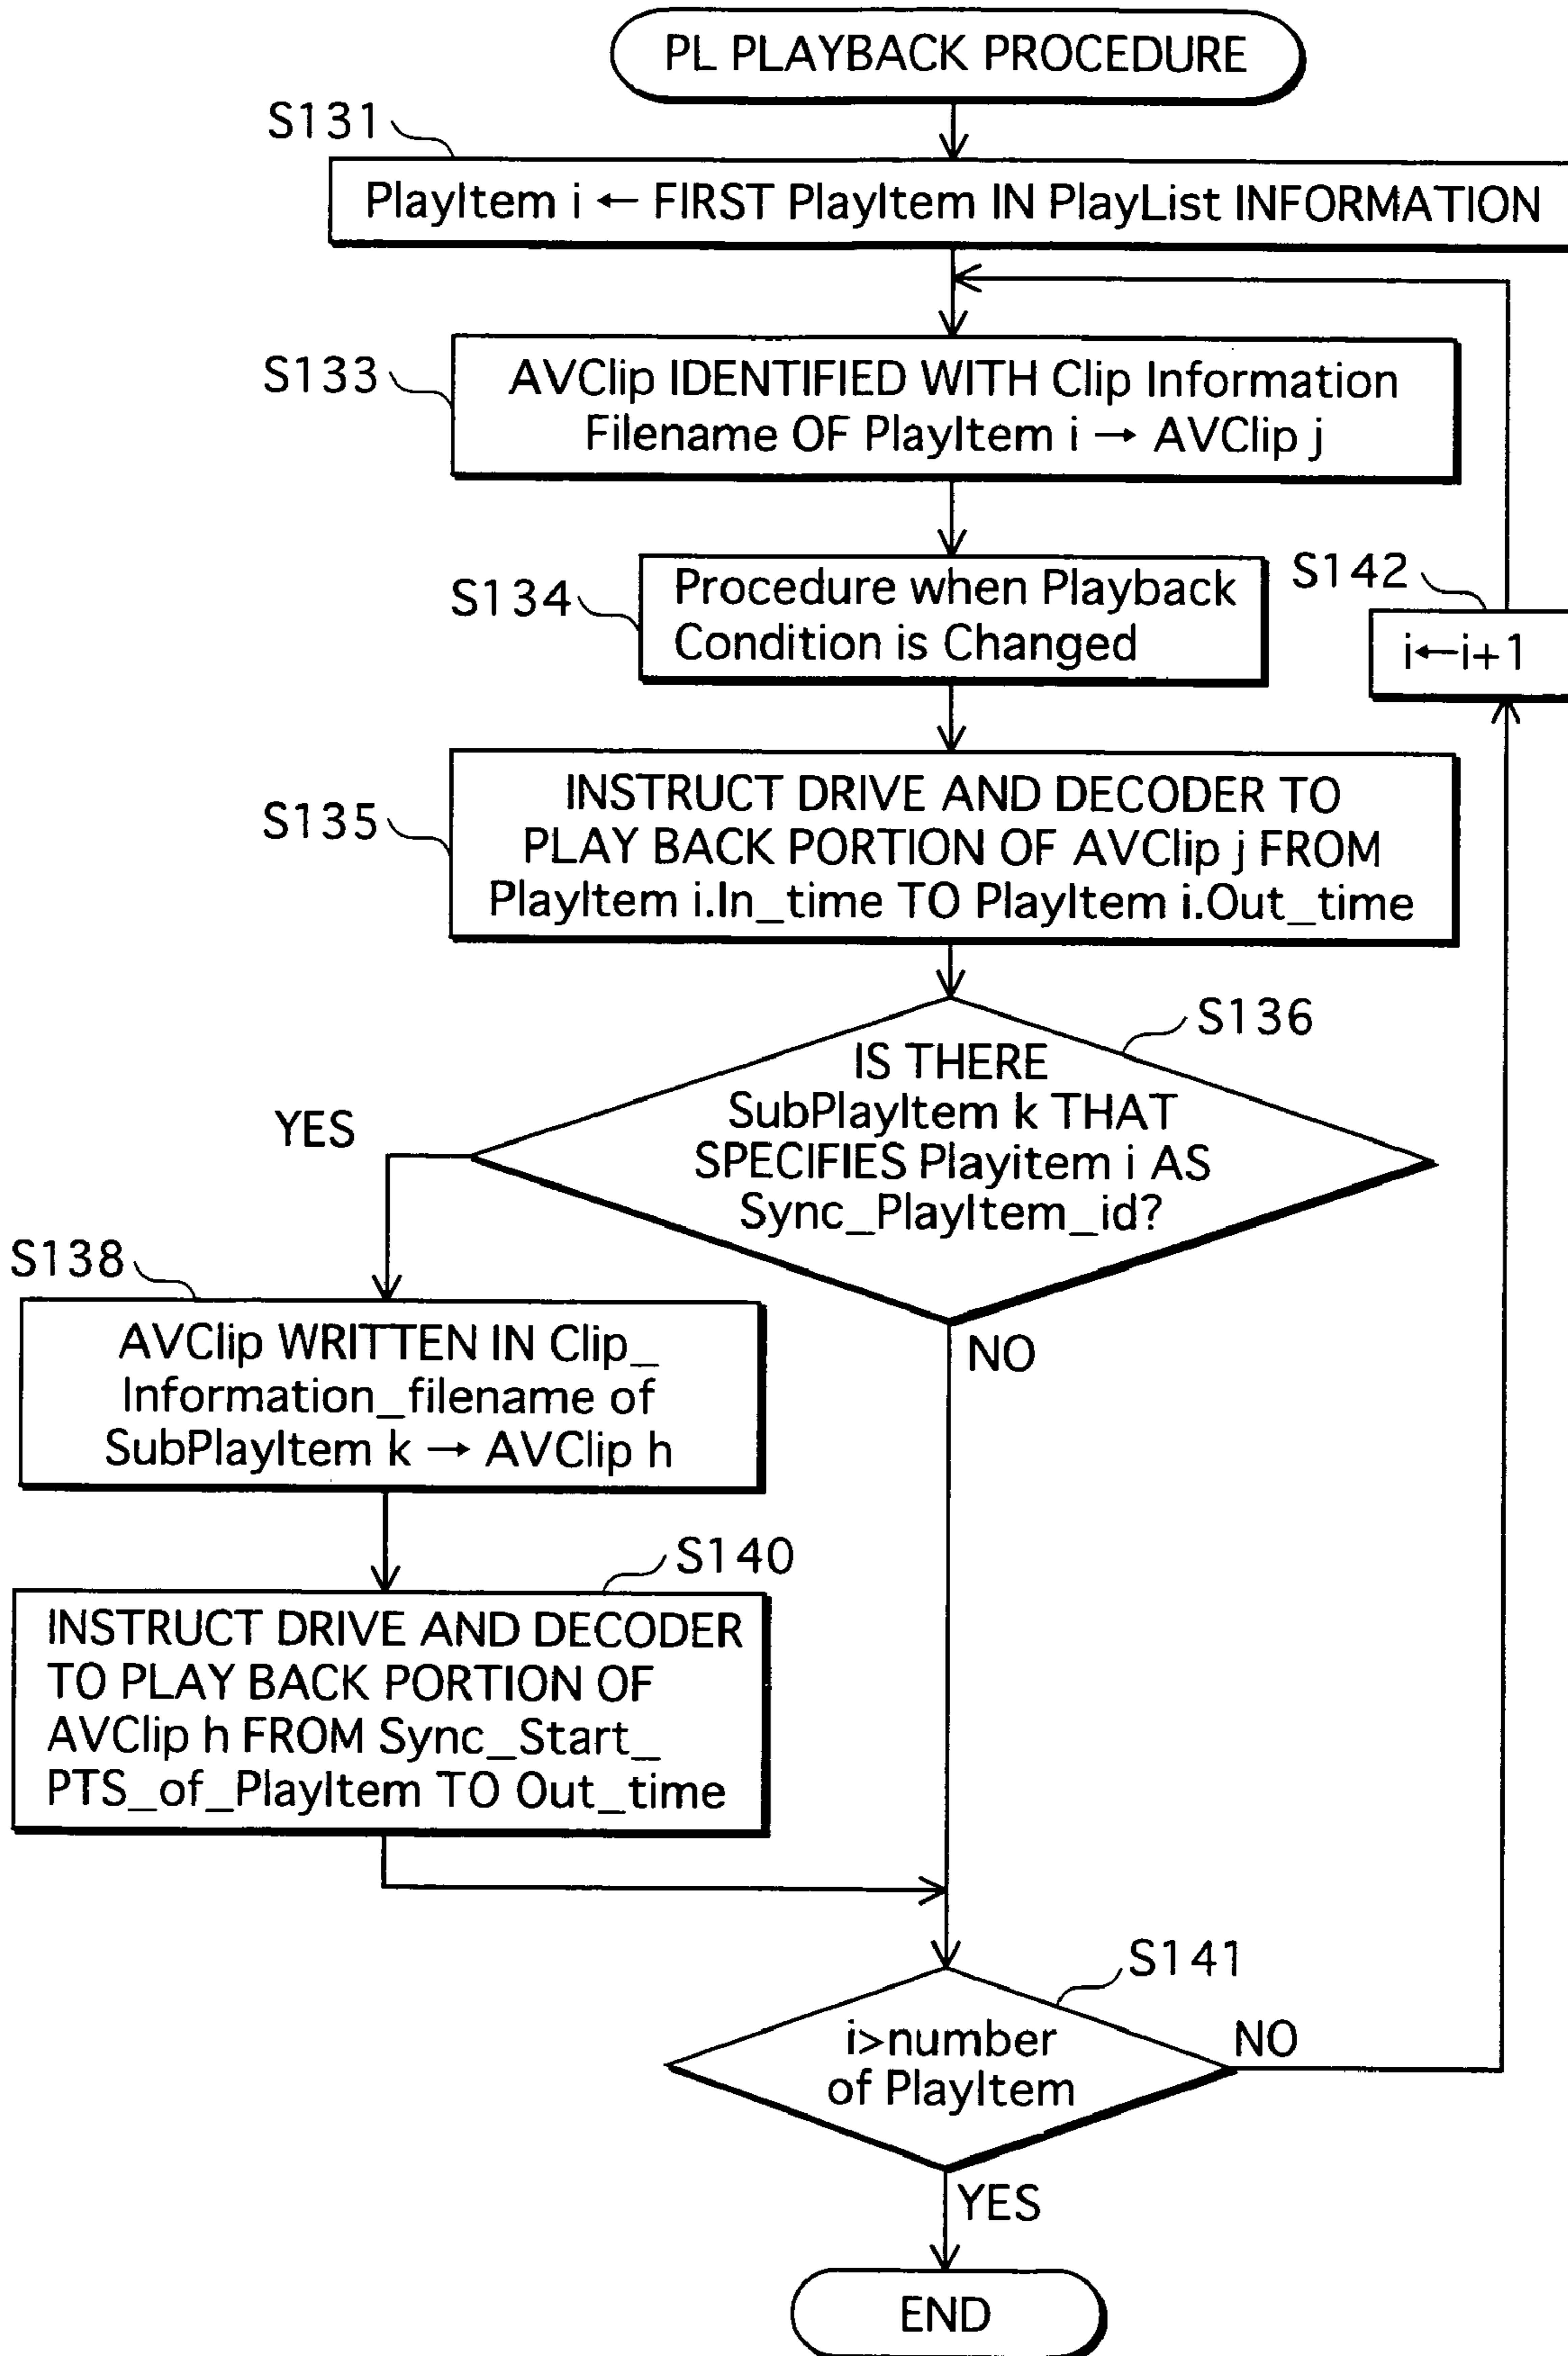 PL PLAYBACK PROCEDURE
S131
PlayItem i ← FIRST PlayItem IN PlayList INFORMATION
S133
AVClip IDENTIFIED WITH Clip Information
Filename OF PlayItem i → AVClip j
S134
Procedure when Playback
Condition is Changed
S142
i←i+1
S135
INSTRUCT DRIVE AND DECODER TO
PLAY BACK PORTION OF AVClip j FROM
PlayItem i.In_time TO PlayItem i.Out_time
S136
IS THERE
SubPlayItem k THAT
SPECIFIES Playitem i AS
Sync_PlayItem_id?
YES
NO
S138
AVClip WRITTEN IN Clip_
Information_filename of
SubPlayItem k → AVClip h
S140
INSTRUCT DRIVE AND DECODER
TO PLAY BACK PORTION OF
AVClip h FROM Sync_Start_
PTS_of_PlayItem TO Out_time
S141
i>number
of PlayItem
NO
YES
END